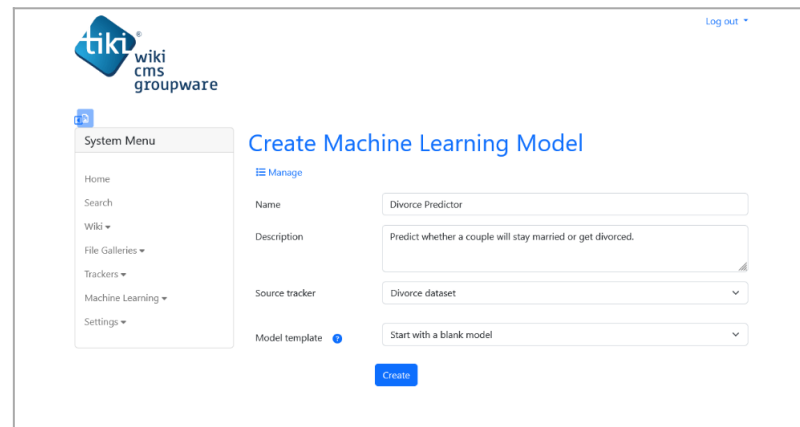 Log out
tiki®
wiki
cms
groupware
System Menu
Home
Search
Wiki
File Galleries
Trackers
Machine Learning
Settings
Create Machine Learning Model
Manage
Name
Divorce Predictor
Description
Predict whether a couple will stay married or get divorced.
Source tracker
Divorce dataset
Model template ?
Start with a blank model
Create